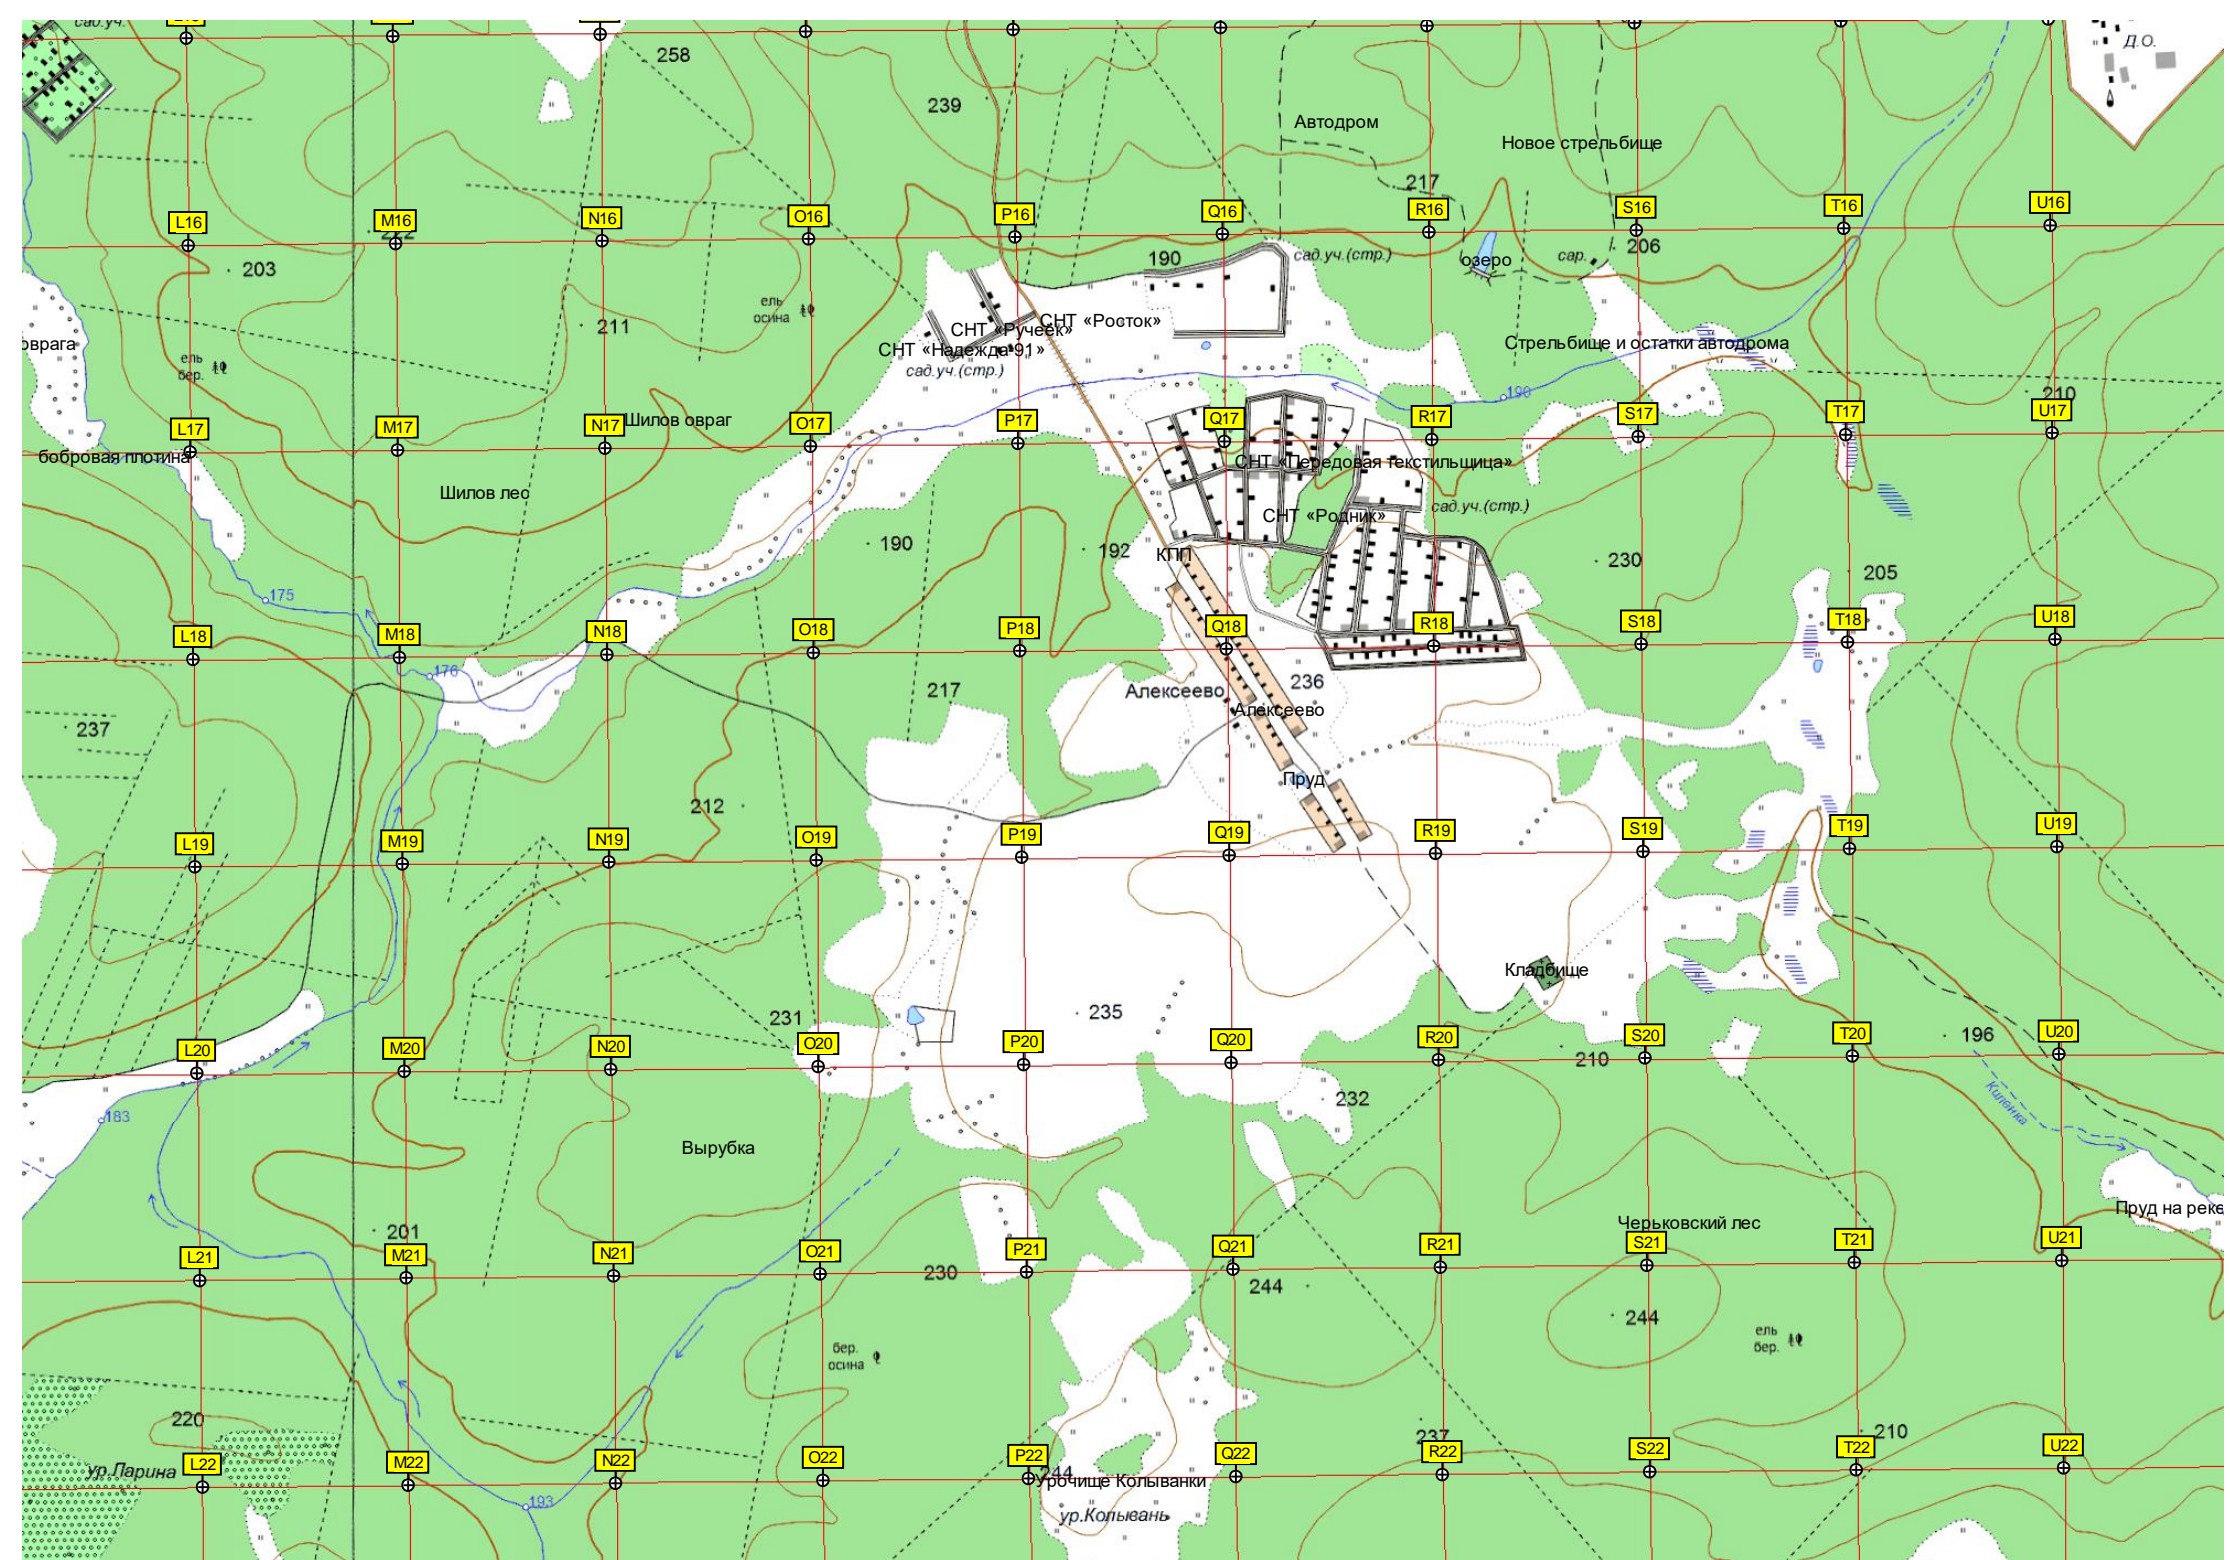 сад.уч.
258
Д.О.
239
Автодром
Новое стрельбище
217
L16
M16
N16
O16
P16
Q16
R16
S16
T16
U16
222
203
190
сад.уч.(стр.)
озеро
сар.
206
ель
осина
211
СНТ «Ручеёк»
СНТ «Росток»
СНТ «Надежда-91»
сад.уч.(стр.)
оврага
ель
бер.
Стрельбище и остатки автодрома
190
210
L17
M17
N17
Шилов овраг
O17
P17
Q17
R17
S17
T17
U17
бобровая плотина
СНТ «Передовая текстильщица»
Шилов лес
СНТ «Родник»
сад.уч.(стр.)
190
192
КПП
230
205
175
L18
M18
N18
O18
P18
Q18
R18
S18
T18
U18
176
217
Алексеево
236
Алексеево
237
Пруд
212
L19
M19
N19
O19
P19
Q19
R19
S19
T19
U19
Кладбище
231
235
196
L20
M20
N20
O20
P20
Q20
R20
S20
T20
U20
210
183
232
Киленка
Вырубка
Пруд на реке
201
Черьковский лес
L21
M21
N21
O21
P21
Q21
R21
S21
T21
U21
230
244
244
ель
бер.
бер.
осина
220
237
210
L22
M22
N22
O22
P22
Q22
R22
S22
T22
U22
ур.Ларина
244
Урочище Колыванки
193
ур.Колывань